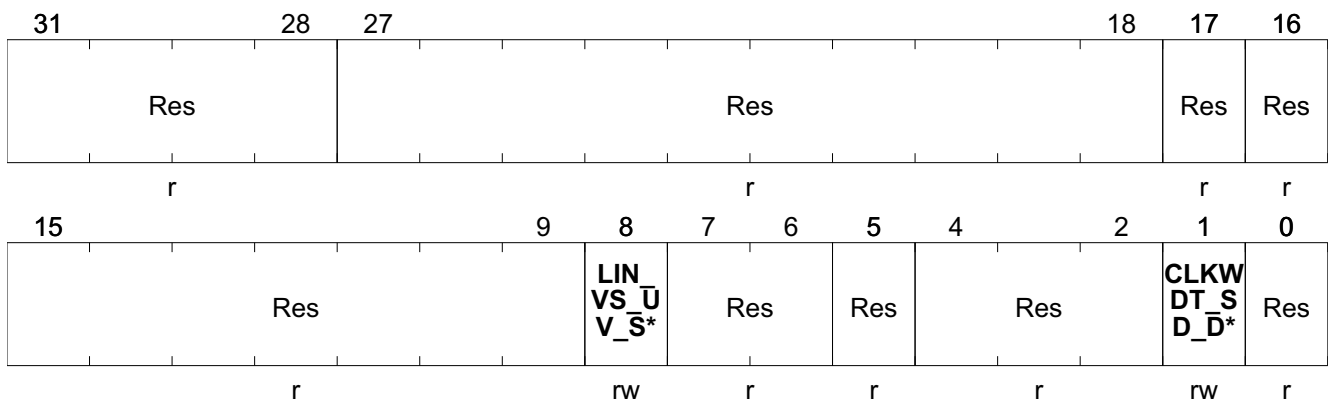 31 28 27 18 17 16
Res Res Res Res
r r r r
15 9 8 7 6 5 4 2 1 0
Res LIN_VS_UV_S* Res Res Res CLKWDT_SD_D* Res
r rw r r r rw r